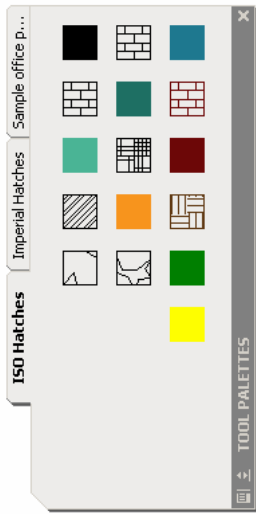 Sample office p...
Imperial Hatches
ISO Hatches
TOOL PALETTES